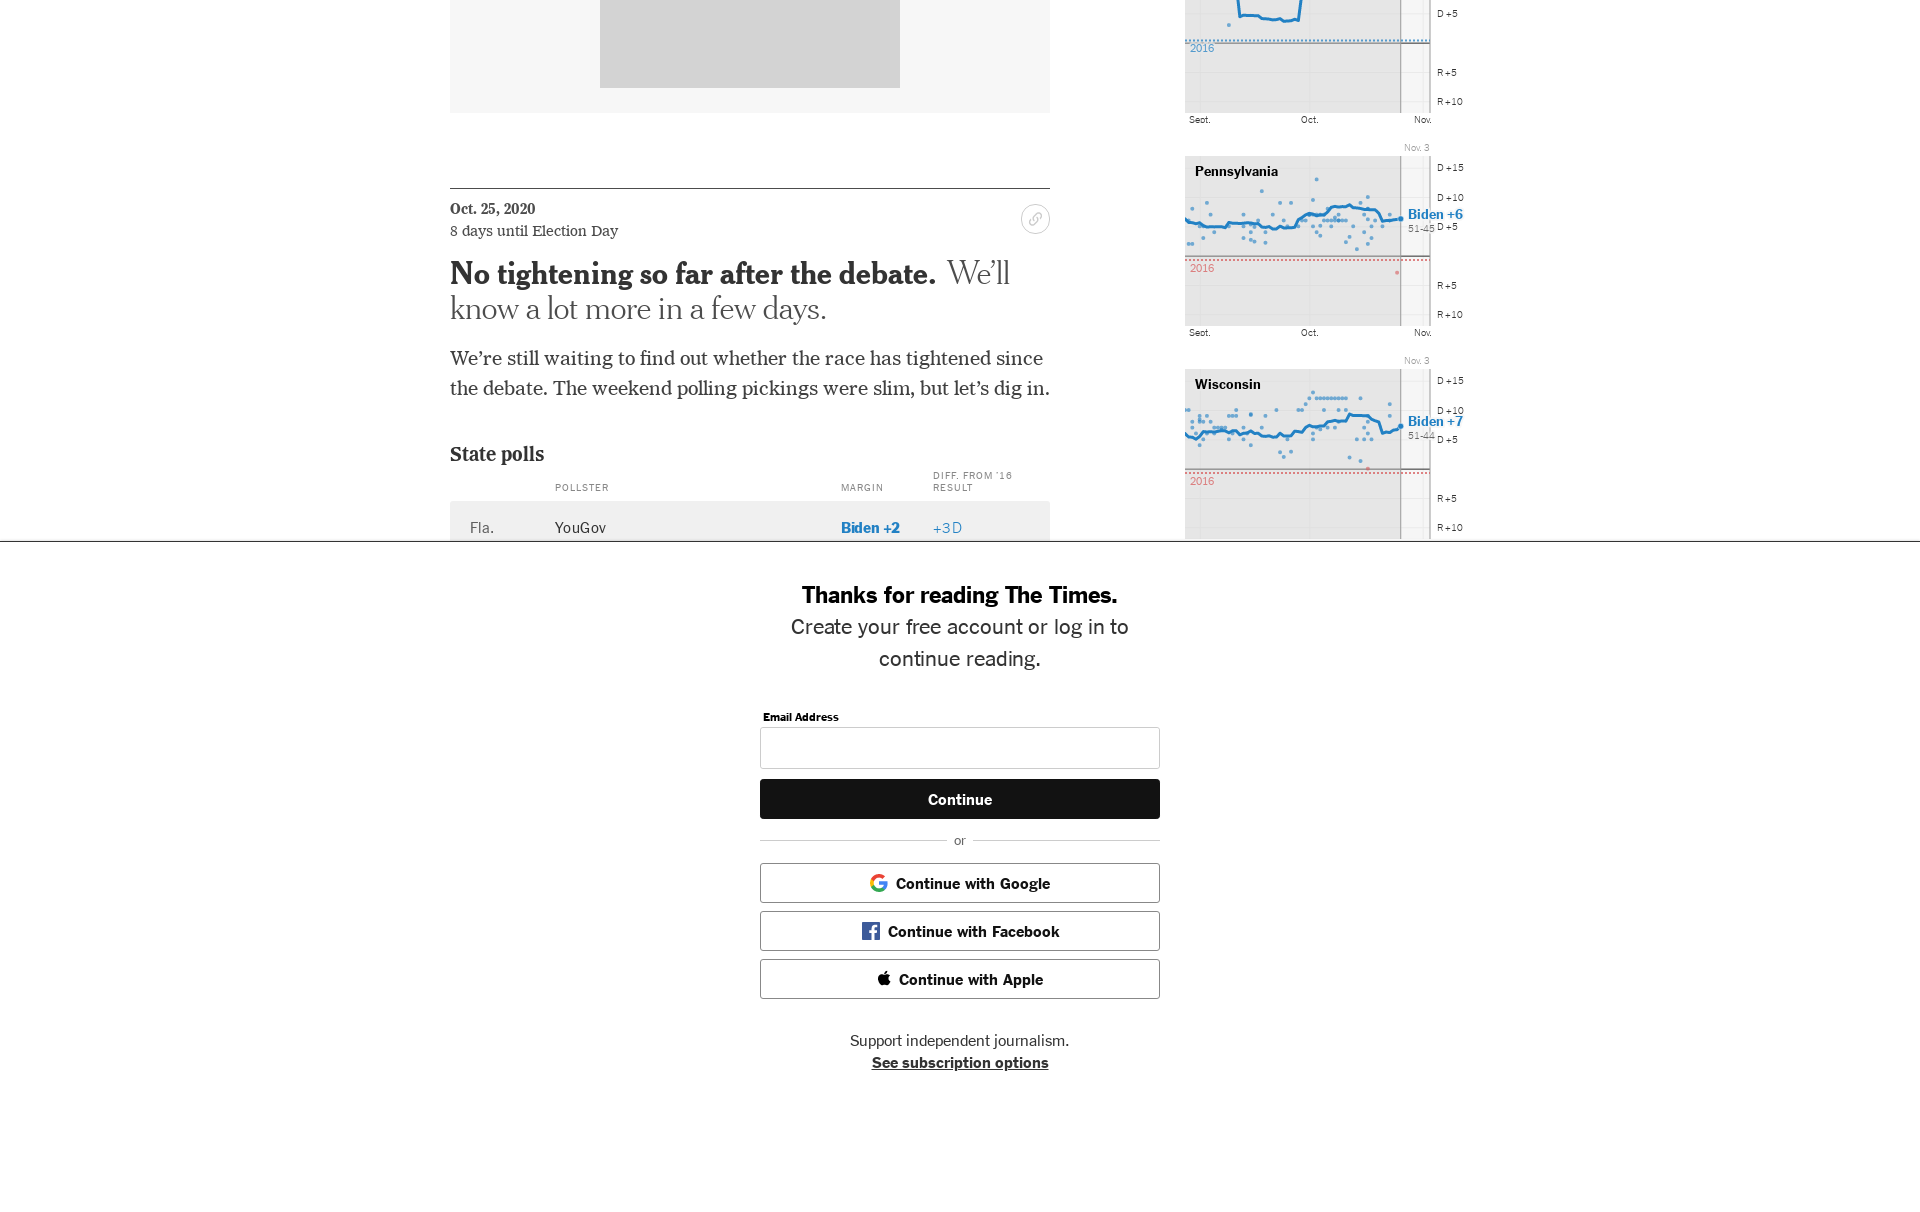 Oct. 25, 2020
8 days until Election Day
No tightening so far after the debate. We’ll
know a lot more in a few days.
We’re still waiting to find out whether the race has tightened since
the debate. The weekend polling pickings were slim, but let’s dig in.
State polls
POLLSTER MARGIN DIFF. FROM ’16 RESULT
Fla. YouGov Biden +2 +3 D
D +5
2016
R +5
R +10
Sept. Oct. Nov.
Nov. 3
Pennsylvania
D +15
D +10
Biden +6
51-45 D +5
2016
R +5
R +10
Sept. Oct. Nov.
Nov. 3
Wisconsin
D +15
D +10
Biden +7
51-44 D +5
2016
R +5
R +10
Thanks for reading The Times.
Create your free account or log in to
continue reading.
Email Address
Continue
or
Continue with Google
Continue with Facebook
Continue with Apple
Support independent journalism.
See subscription options